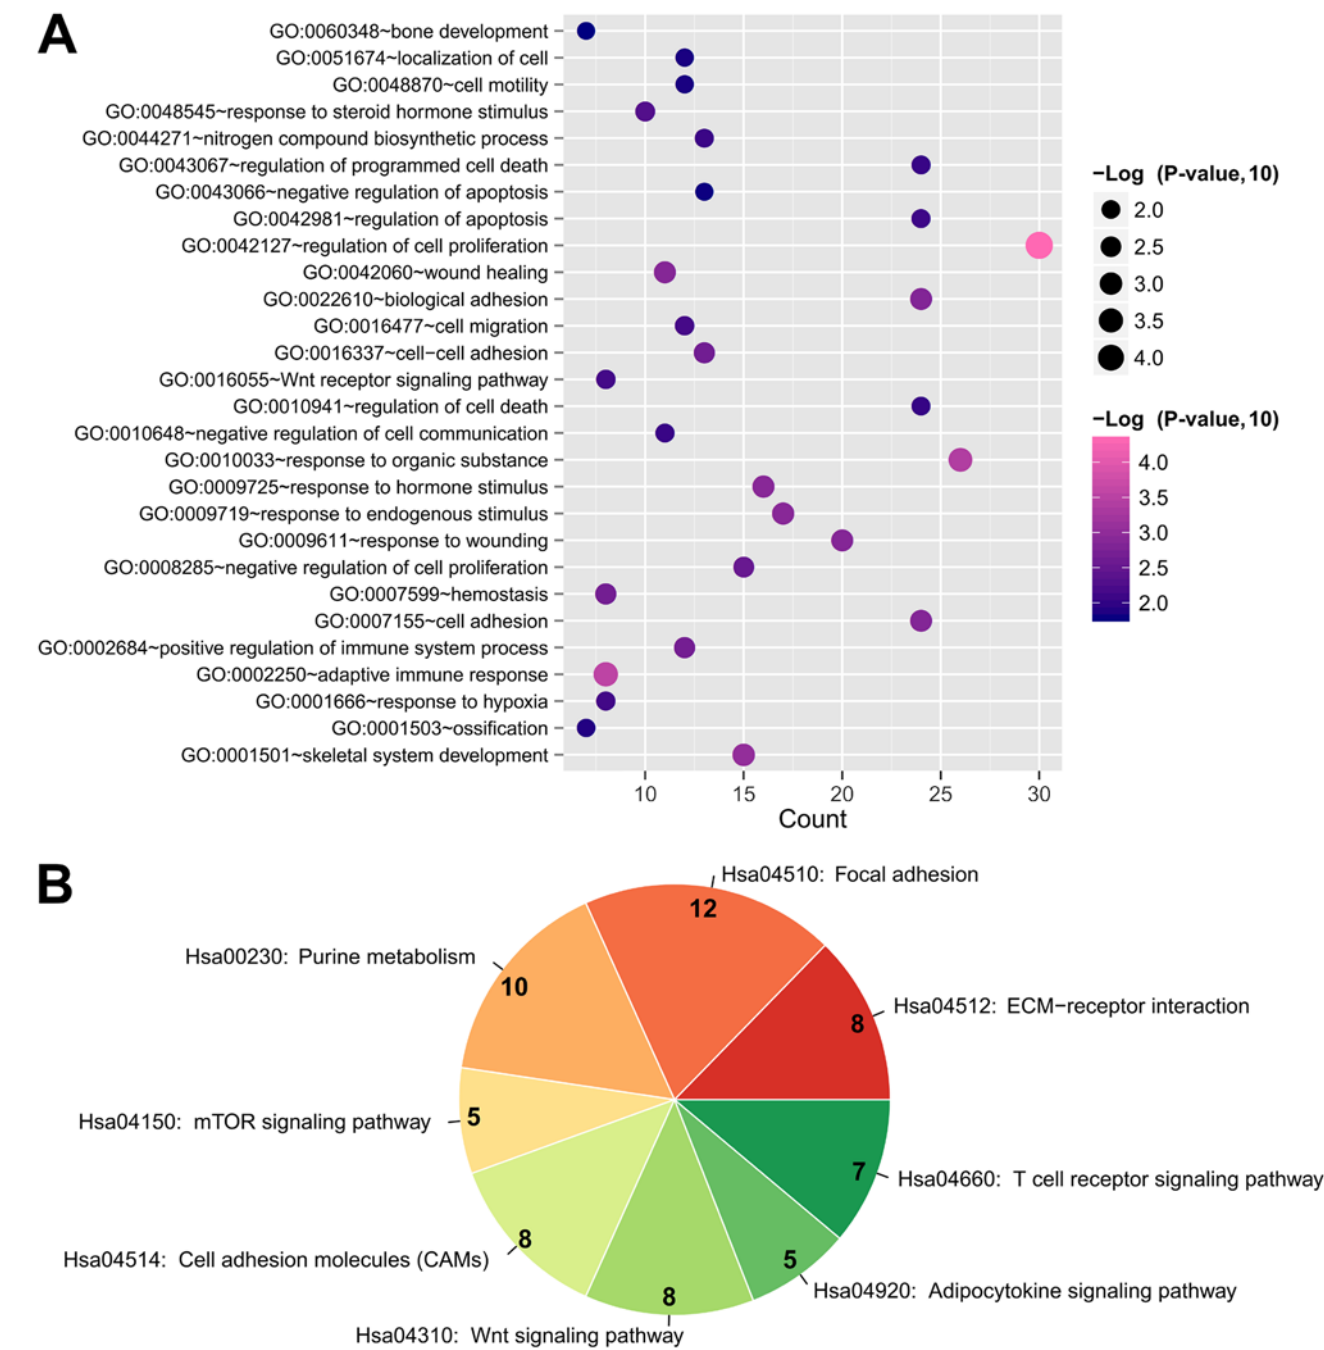 A
GO:0060348~bone development
GO:0051674~localization of cell
GO:0048870~cell motility
GO:0048545~response to steroid hormone stimulus
GO:0044271~nitrogen compound biosynthetic process
GO:0043067~regulation of programmed cell death
GO:0043066~negative regulation of apoptosis
GO:0042981~regulation of apoptosis
GO:0042127~regulation of cell proliferation
GO:0042060~wound healing
GO:0022610~biological adhesion
GO:0016477~cell migration
GO:0016337~cell−cell adhesion
GO:0016055~Wnt receptor signaling pathway
GO:0010941~regulation of cell death
GO:0010648~negative regulation of cell communication
GO:0010033~response to organic substance
GO:0009725~response to hormone stimulus
GO:0009719~response to endogenous stimulus
GO:0009611~response to wounding
GO:0008285~negative regulation of cell proliferation
GO:0007599~hemostasis
GO:0007155~cell adhesion
GO:0002684~positive regulation of immune system process
GO:0002250~adaptive immune response
GO:0001666~response to hypoxia
GO:0001503~ossification
GO:0001501~skeletal system development
10 15 20 25 30
Count
−Log (P-value, 10)
2.0
2.5
3.0
3.5
4.0
−Log (P-value, 10)
4.0
3.5
3.0
2.5
2.0
B
Hsa04510: Focal adhesion
12
Hsa00230: Purine metabolism
10
Hsa04512: ECM−receptor interaction
8
Hsa04150: mTOR signaling pathway
5
Hsa04660: T cell receptor signaling pathway
7
Hsa04514: Cell adhesion molecules (CAMs)
8
Hsa04920: Adipocytokine signaling pathway
5
8
Hsa04310: Wnt signaling pathway